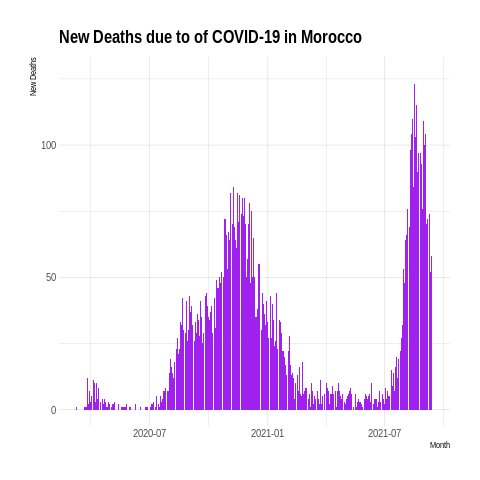 New Deaths due to of COVID-19 in Morocco
New Deaths
100
50
0
2020-07
2021-01
2021-07
Month